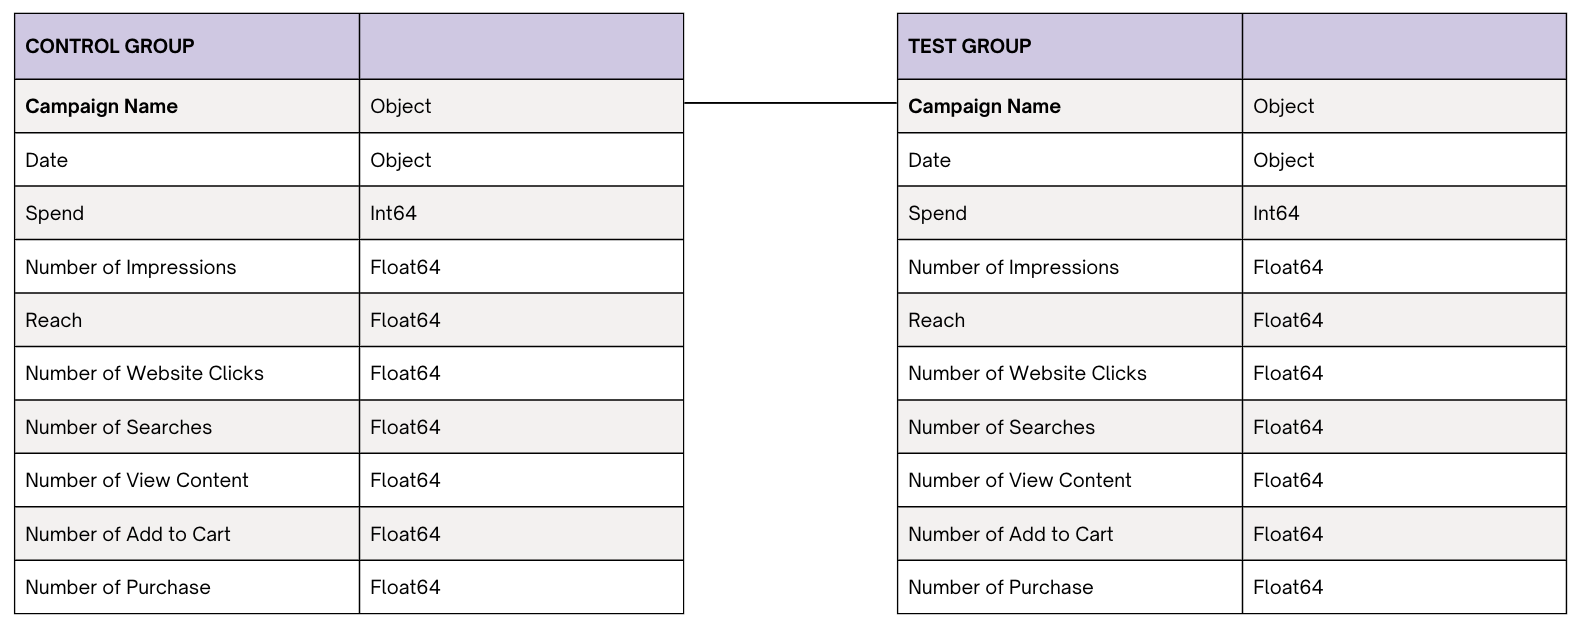 CONTROL GROUP
Campaign Name Object
Date Object
Spend Int64
Number of Impressions Float64
Reach Float64
Number of Website Clicks Float64
Number of Searches Float64
Number of View Content Float64
Number of Add to Cart Float64
Number of Purchase Float64
TEST GROUP
Campaign Name Object
Date Object
Spend Int64
Number of Impressions Float64
Reach Float64
Number of Website Clicks Float64
Number of Searches Float64
Number of View Content Float64
Number of Add to Cart Float64
Number of Purchase Float64